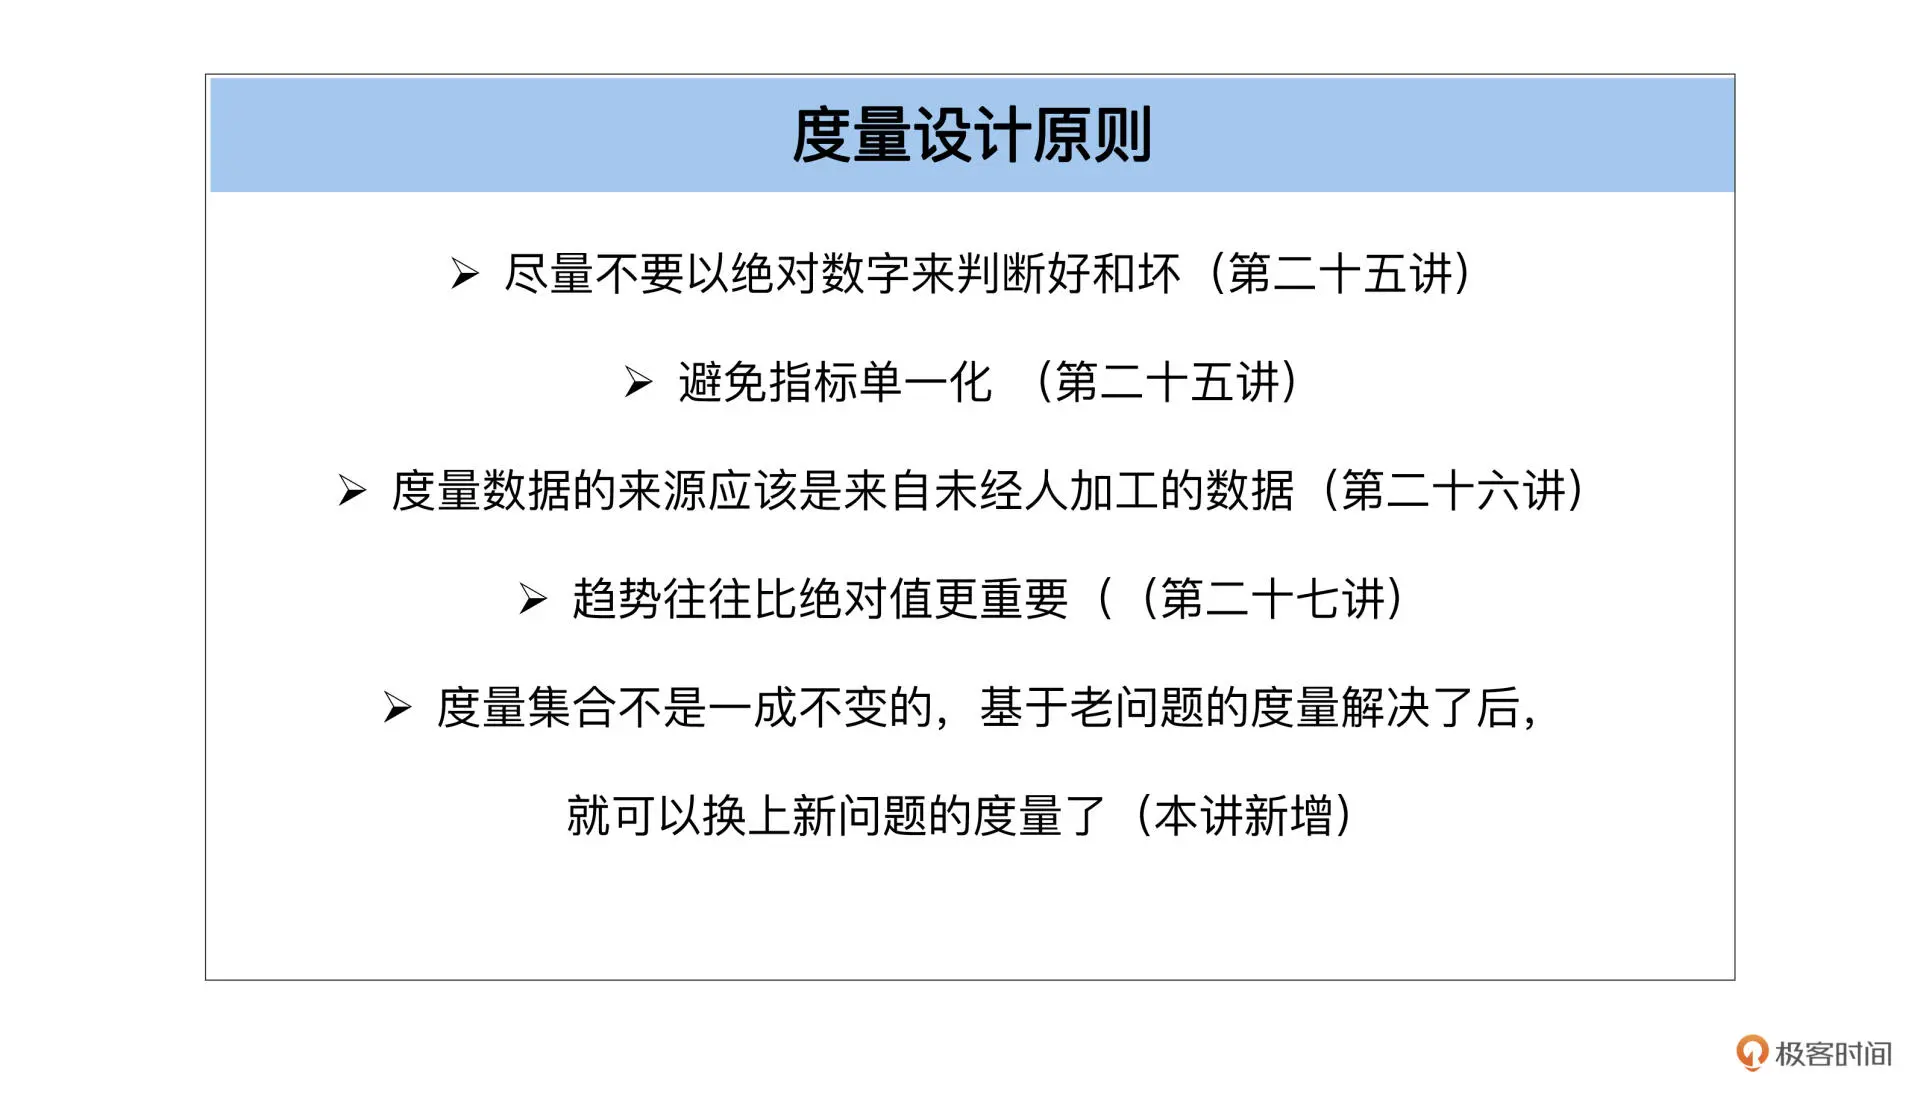 度量设计原则
➢ 尽量不要以绝对数字来判断好和坏（第二十五讲）
➢ 避免指标单一化 （第二十五讲）
➢ 度量数据的来源应该是来自未经人加工的数据（第二十六讲）
➢ 趋势往往比绝对值更重要（（第二十七讲）
➢ 度量集合不是一成不变的，基于老问题的度量解决了后，
就可以换上新问题的度量了（本讲新增）
极客时间